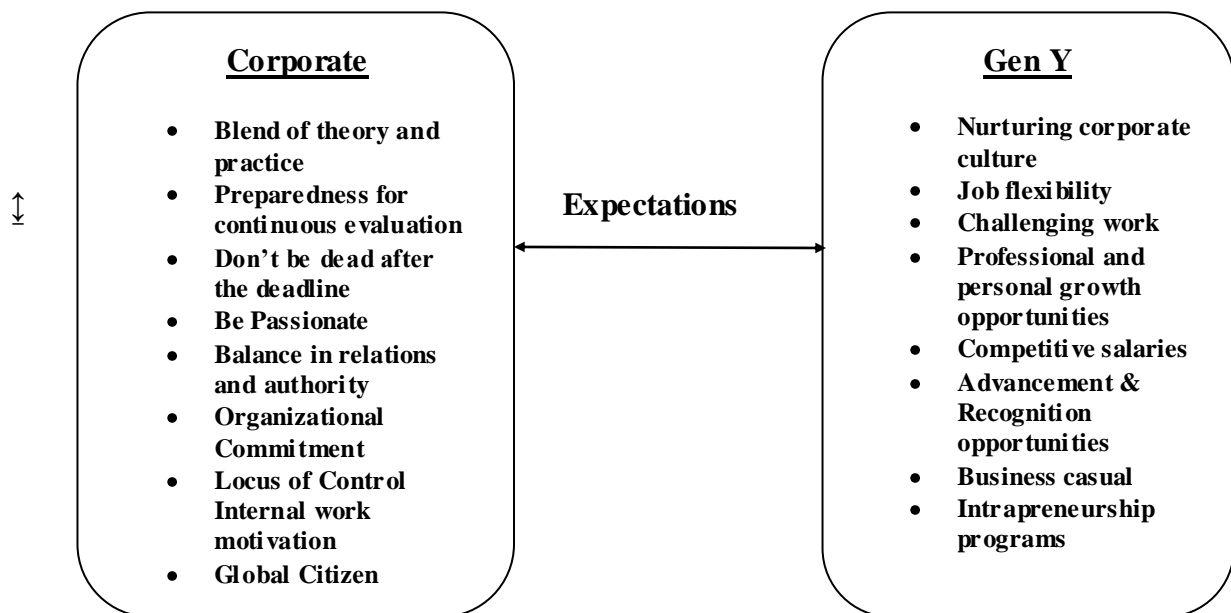 Corporate
• Blend of theory and
practice
• Preparedness for
continuous evaluation
• Don’t be dead after
the deadline
• Be Passionate
• Balance in relations
and authority
• Organizational
Commitment
• Locus of Control
Internal work
motivation
• Global Citizen
Expectations
Gen Y
• Nurturing corporate
culture
• Job flexibility
• Challenging work
• Professional and
personal growth
opportunities
• Competitive salaries
• Advancement &
Recognition
opportunities
• Business casual
• Intrapreneurship
programs